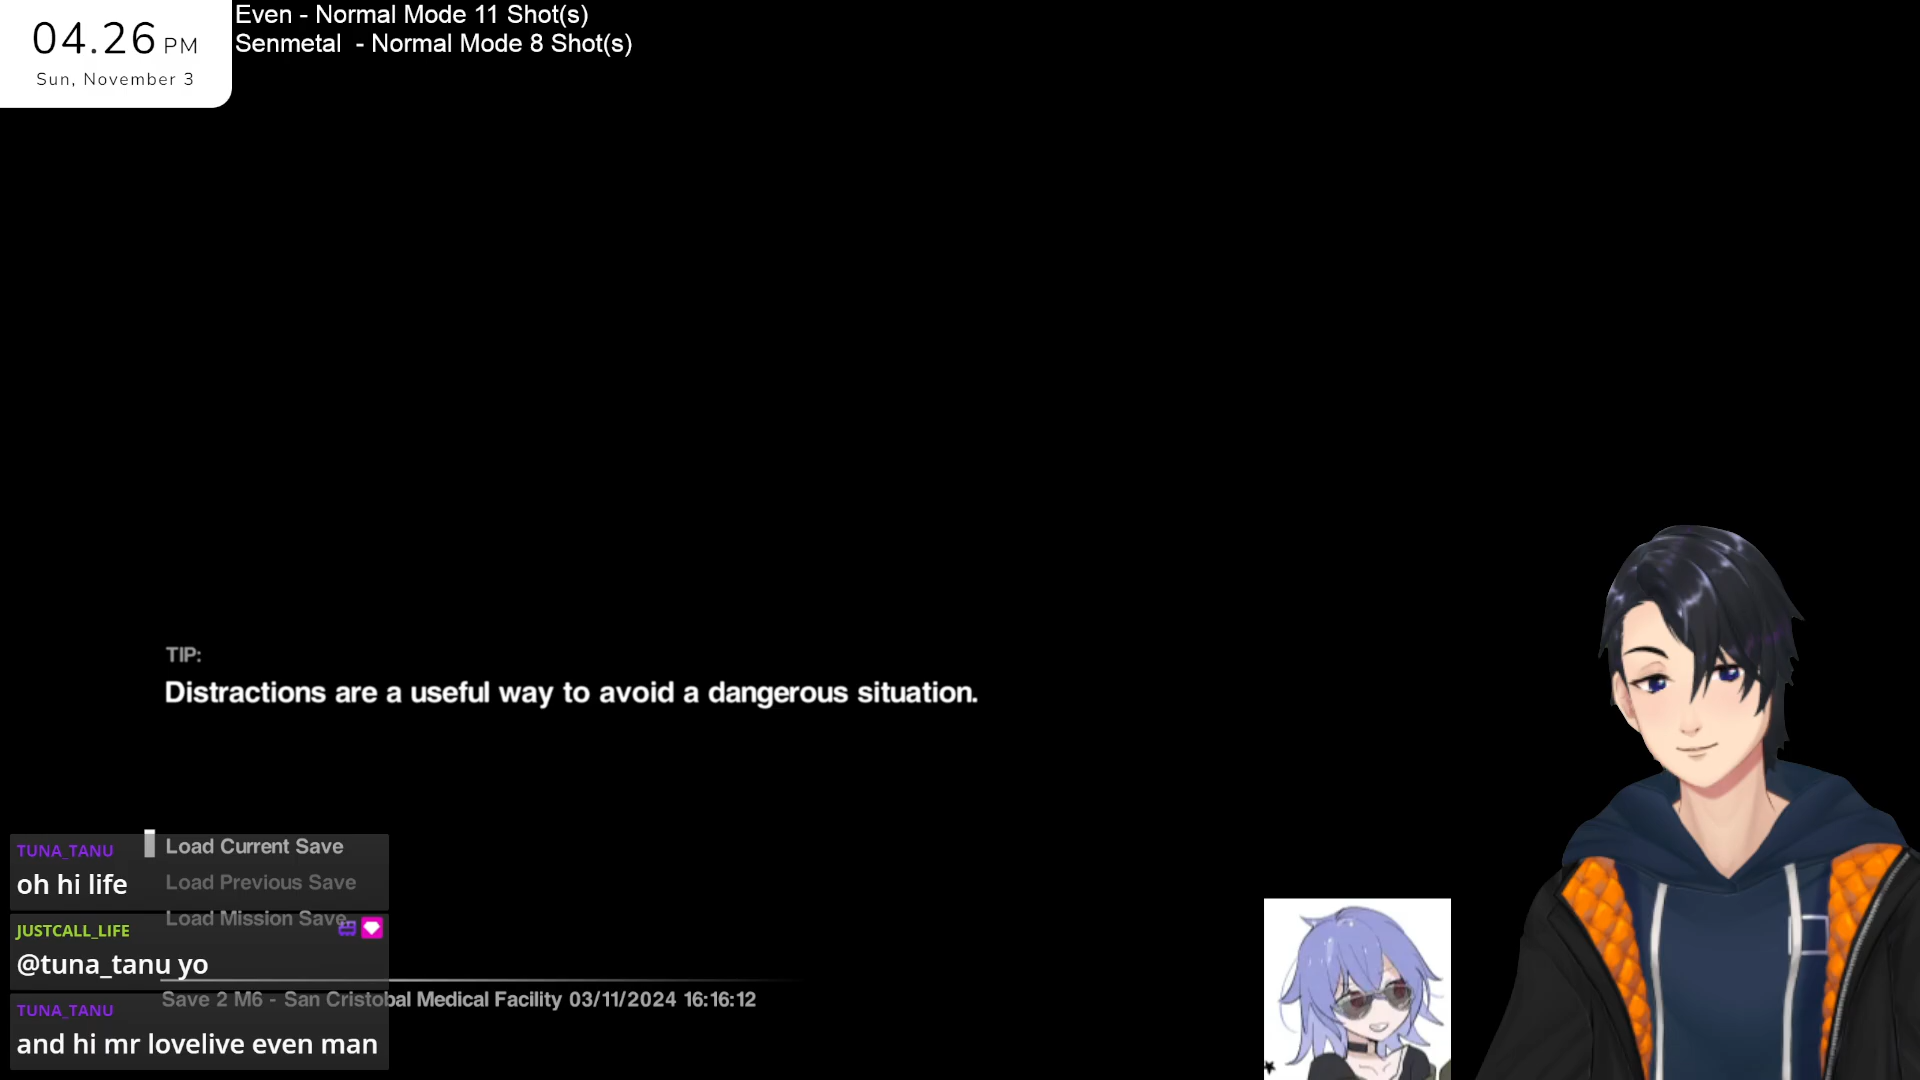 04.26 PM
Sun, November 3
Even - Normal Mode 11 Shot(s)
Senmetal - Normal Mode 8 Shot(s)
TIP:
Distractions are a useful way to avoid a dangerous situation.
Load Current Save
Load Previous Save
Load Mission Save
Save 2 M6 - San Cristobal Medical Facility 03/11/2024 16:16:12
TUNA_TANU
oh hi life
JUSTCALL_LIFE
@tuna_tanu yo
TUNA_TANU
and hi mr lovelive even man